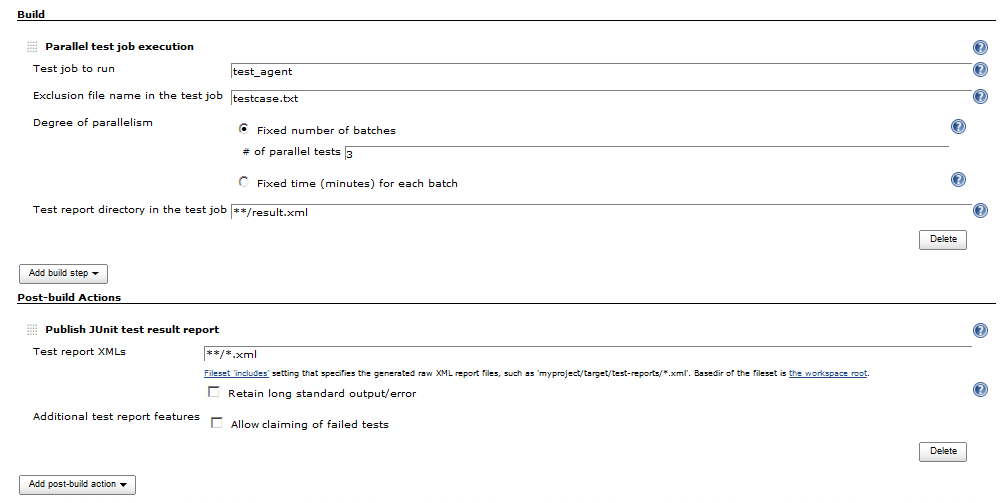 Build
Parallel test job execution
Test job to run test_agent
Exclusion file name in the test job testcase.txt
Degree of parallelism
Fixed number of batches
# of parallel tests 3
Fixed time (minutes) for each batch
Test report directory in the test job **/result.xml
Delete
Add build step
Post-build Actions
Publish JUnit test result report
Test report XMLs **/*.xml
Fileset 'includes' setting that specifies the generated raw XML report files, such as 'myproject/target/test-reports/*.xml'. Basedir of the fileset is the workspace root.
Retain long standard output/error
Additional test report features
Allow claiming of failed tests
Delete
Add post-build action